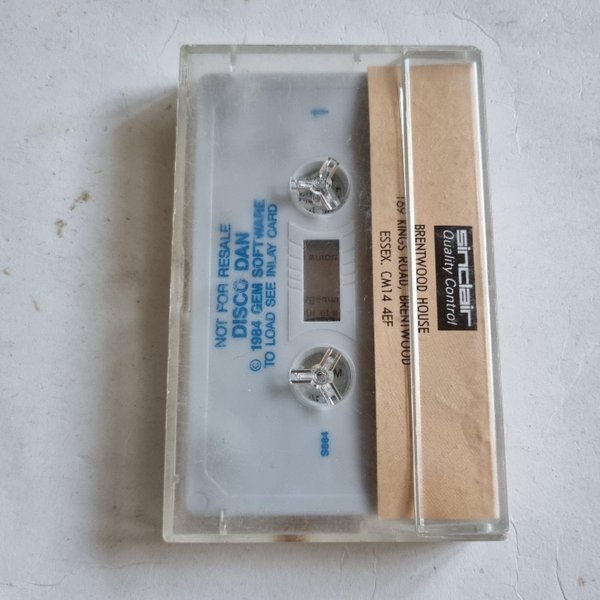 1
NOT FOR RESALE
DISCO DAN
© 1984 GEM SOFTWARE
TO LOAD SEE INLAY CARD
S884
sinclair
Quality Control
BRENTWOOD HOUSE
169 KINGS ROAD, BRENTWOOD
ESSEX. CM14 4EF